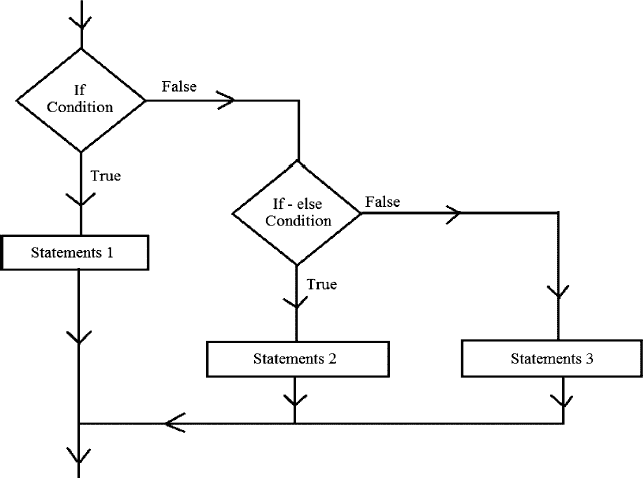 If
Condition
False
True
If - else
Condition
False
Statements 1
True
Statements 2
Statements 3